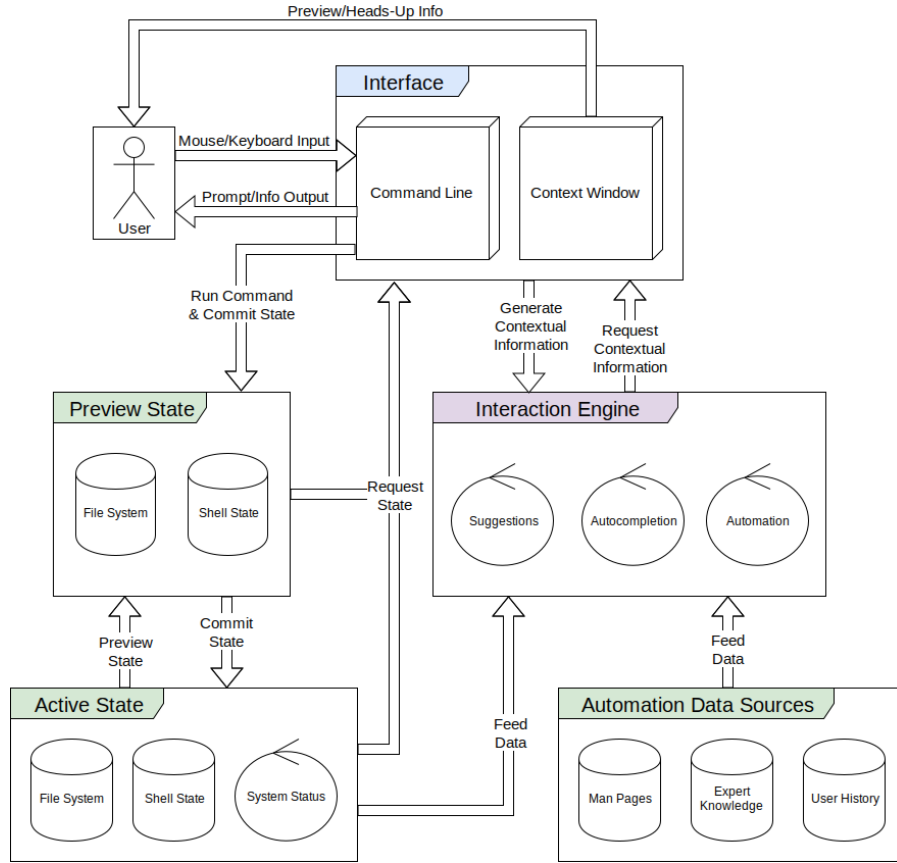 Preview/Heads-Up Info
Interface
Mouse/Keyboard Input
Command Line
Context Window
Prompt/Info Output
User
Run Command
& Commit State
Generate
Contextual
Information
Request
Contextual
Information
Preview State
Interaction Engine
File System
Shell State
Request
State
Suggestions
Autocompletion
Automation
Preview
State
Commit
State
Feed
Data
Active State
Feed
Data
Automation Data Sources
File System
Shell State
System Status
Man Pages
Expert
Knowledge
User History